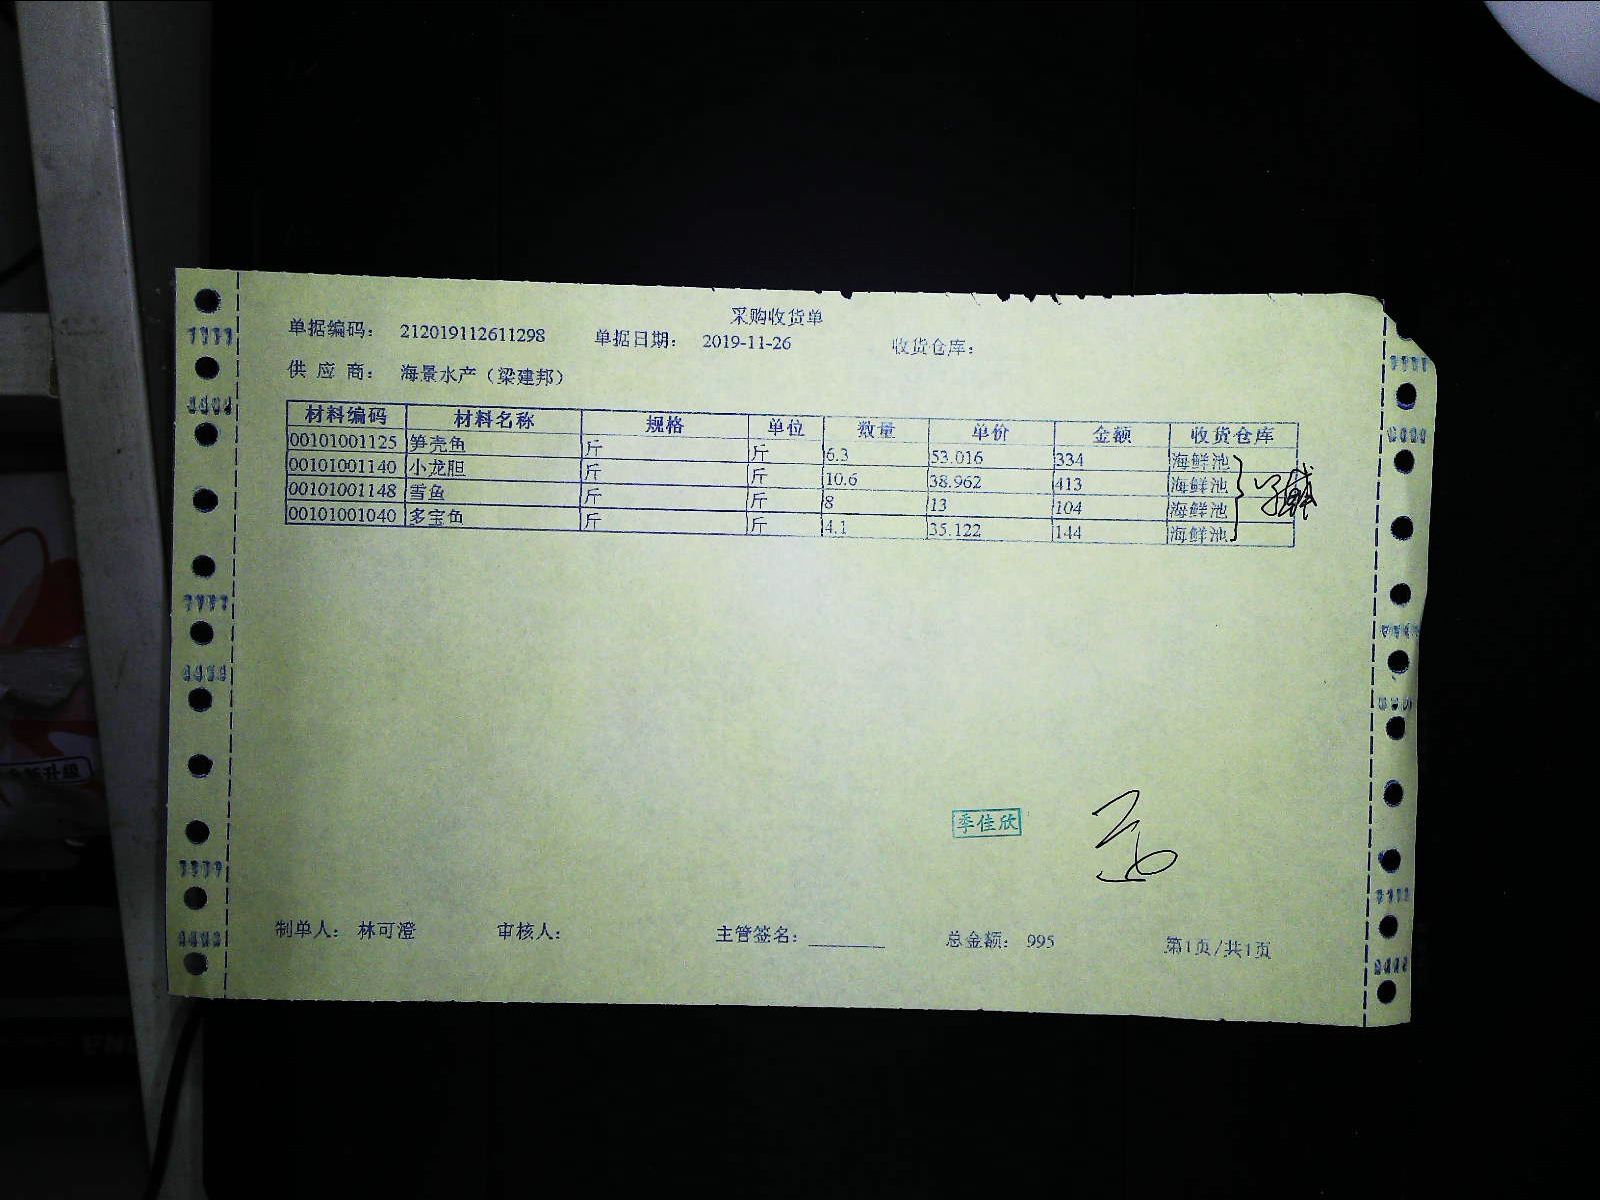 采购收货单
单据编码： 212019112611298 单据日期： 2019-11-26 收货仓库：
供 应 商： 海景水产（梁建邦）
材料编码 材料名称 规格 单位 数量 单价 金额 收货仓库
00101001125 笋壳鱼 斤 斤 6.3 53.016 334 海鲜池
00101001140 小龙胆 斤 斤 10.6 38.962 413 海鲜池
00101001148 雪鱼 斤 斤 8 13 104 海鲜池
00101001040 多宝鱼 斤 斤 4.1 35.122 144 海鲜池
季佳欣
制单人： 林可澄 审核人： 主管签名：________ 总金额： 995 第1页/共1页